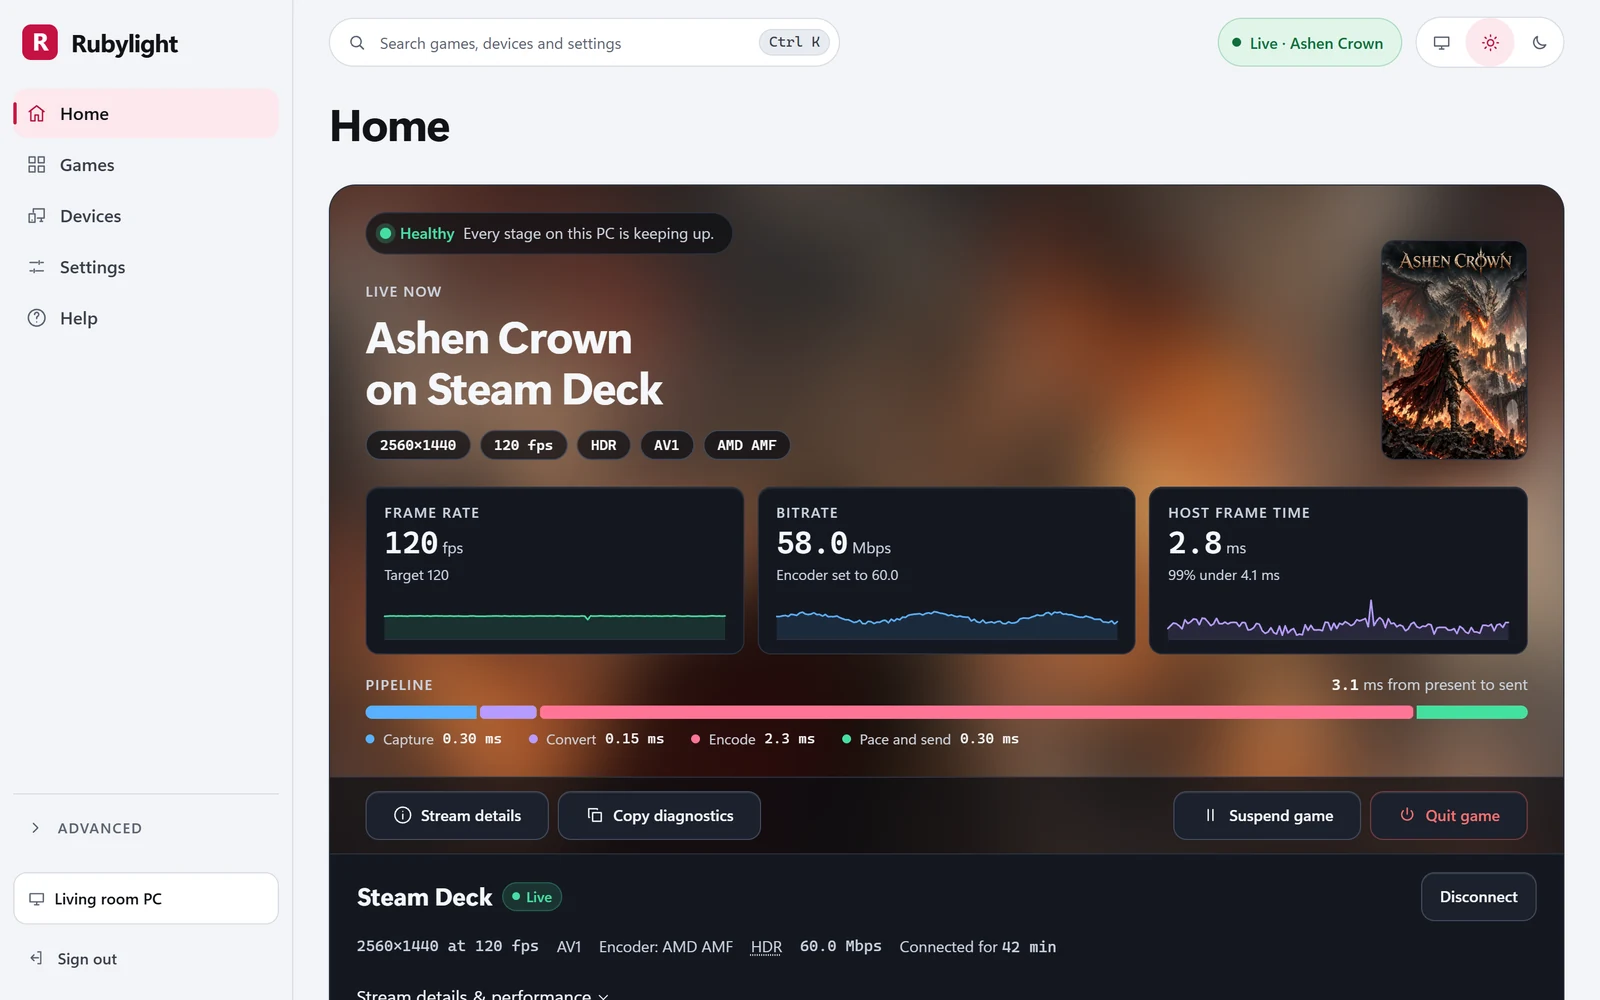 R Rubylight
Search games, devices and settings
Ctrl K
Live · Ashen Crown
Home
Games
Devices
Settings
Help
Home
Healthy Every stage on this PC is keeping up.
LIVE NOW
Ashen Crown
on Steam Deck
2560×1440
120 fps
HDR
AV1
AMD AMF
ASHEN CROWN
FRAME RATE
120 fps
Target 120
BITRATE
58.0 Mbps
Encoder set to 60.0
HOST FRAME TIME
2.8 ms
99% under 4.1 ms
PIPELINE
3.1 ms from present to sent
Capture 0.30 ms
Convert 0.15 ms
Encode 2.3 ms
Pace and send 0.30 ms
Stream details
Copy diagnostics
Suspend game
Quit game
Steam Deck
Live
Disconnect
2560×1440 at 120 fps AV1 Encoder: AMD AMF HDR 60.0 Mbps Connected for 42 min
Stream details & performance
ADVANCED
Living room PC
Sign out